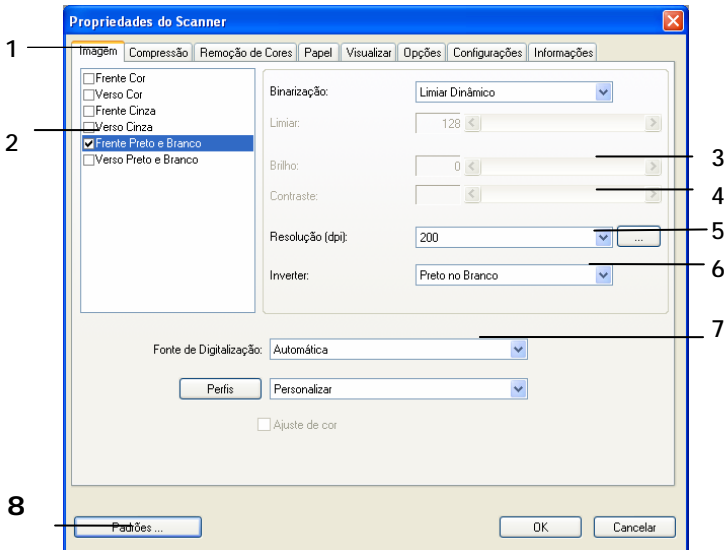 Propriedades do Scanner
1
Imagem Compressão Remoção de Cores Papel Visualizar Opções Configurações Informações
Frente Cor
Verso Cor
Frente Cinza
Verso Cinza
2
Frente Preto e Branco
Verso Preto e Branco
Binarização: Limiar Dinâmico
Limiar: 128
Brilho: 0
3
Contraste:
4
Resolução (dpi): 200 ...
5
Inverter: Preto no Branco
6
7
Fonte de Digitalização: Automática
Perfis Personalizar
Ajuste de cor
8
Padrões ... OK Cancelar